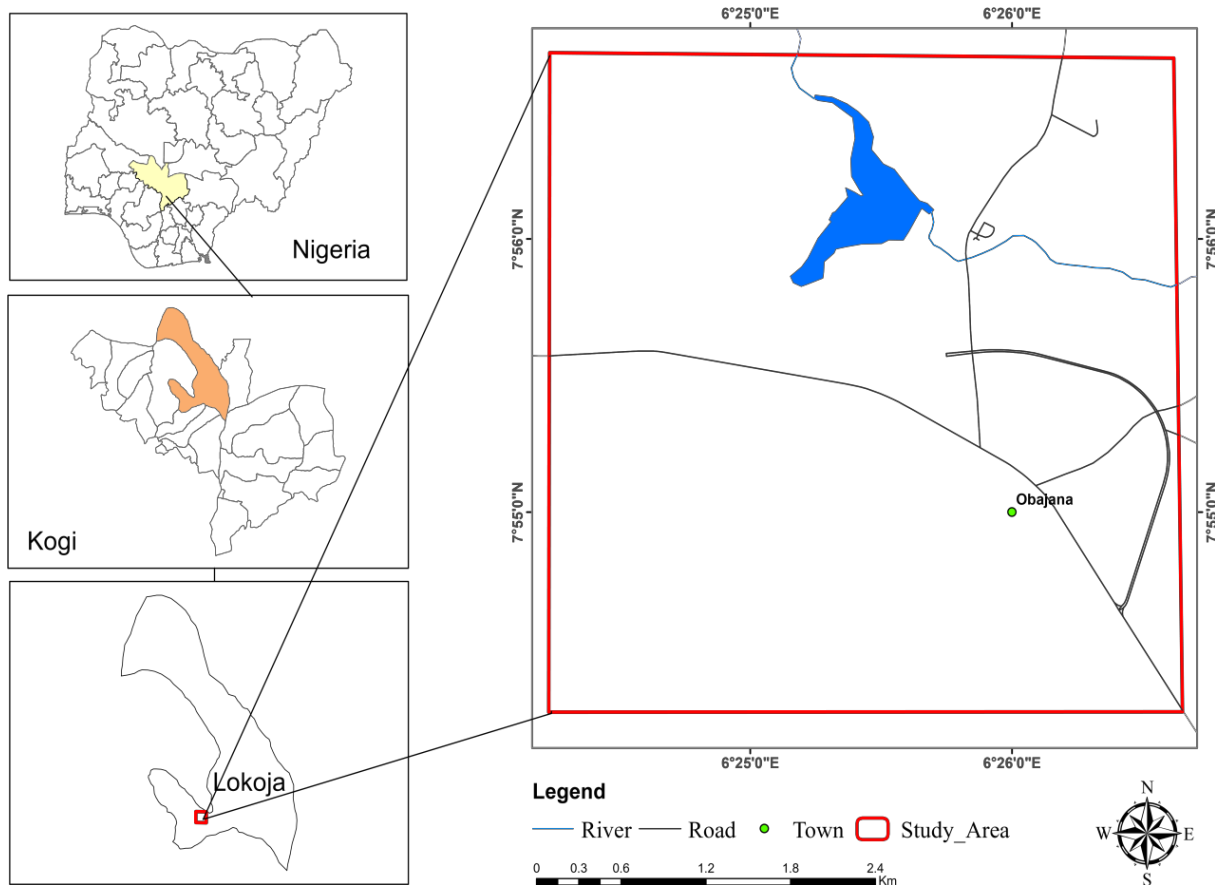 Nigeria
Kogi
Lokoja
6°25'0"E 6°26'0"E
7°56'0"N 7°56'0"N
7°55'0"N 7°55'0"N
Obajana
6°25'0"E 6°26'0"E
Legend
River Road Town Study_Area
0 0.3 0.6 1.2 1.8 2.4
Km
N
W E
S